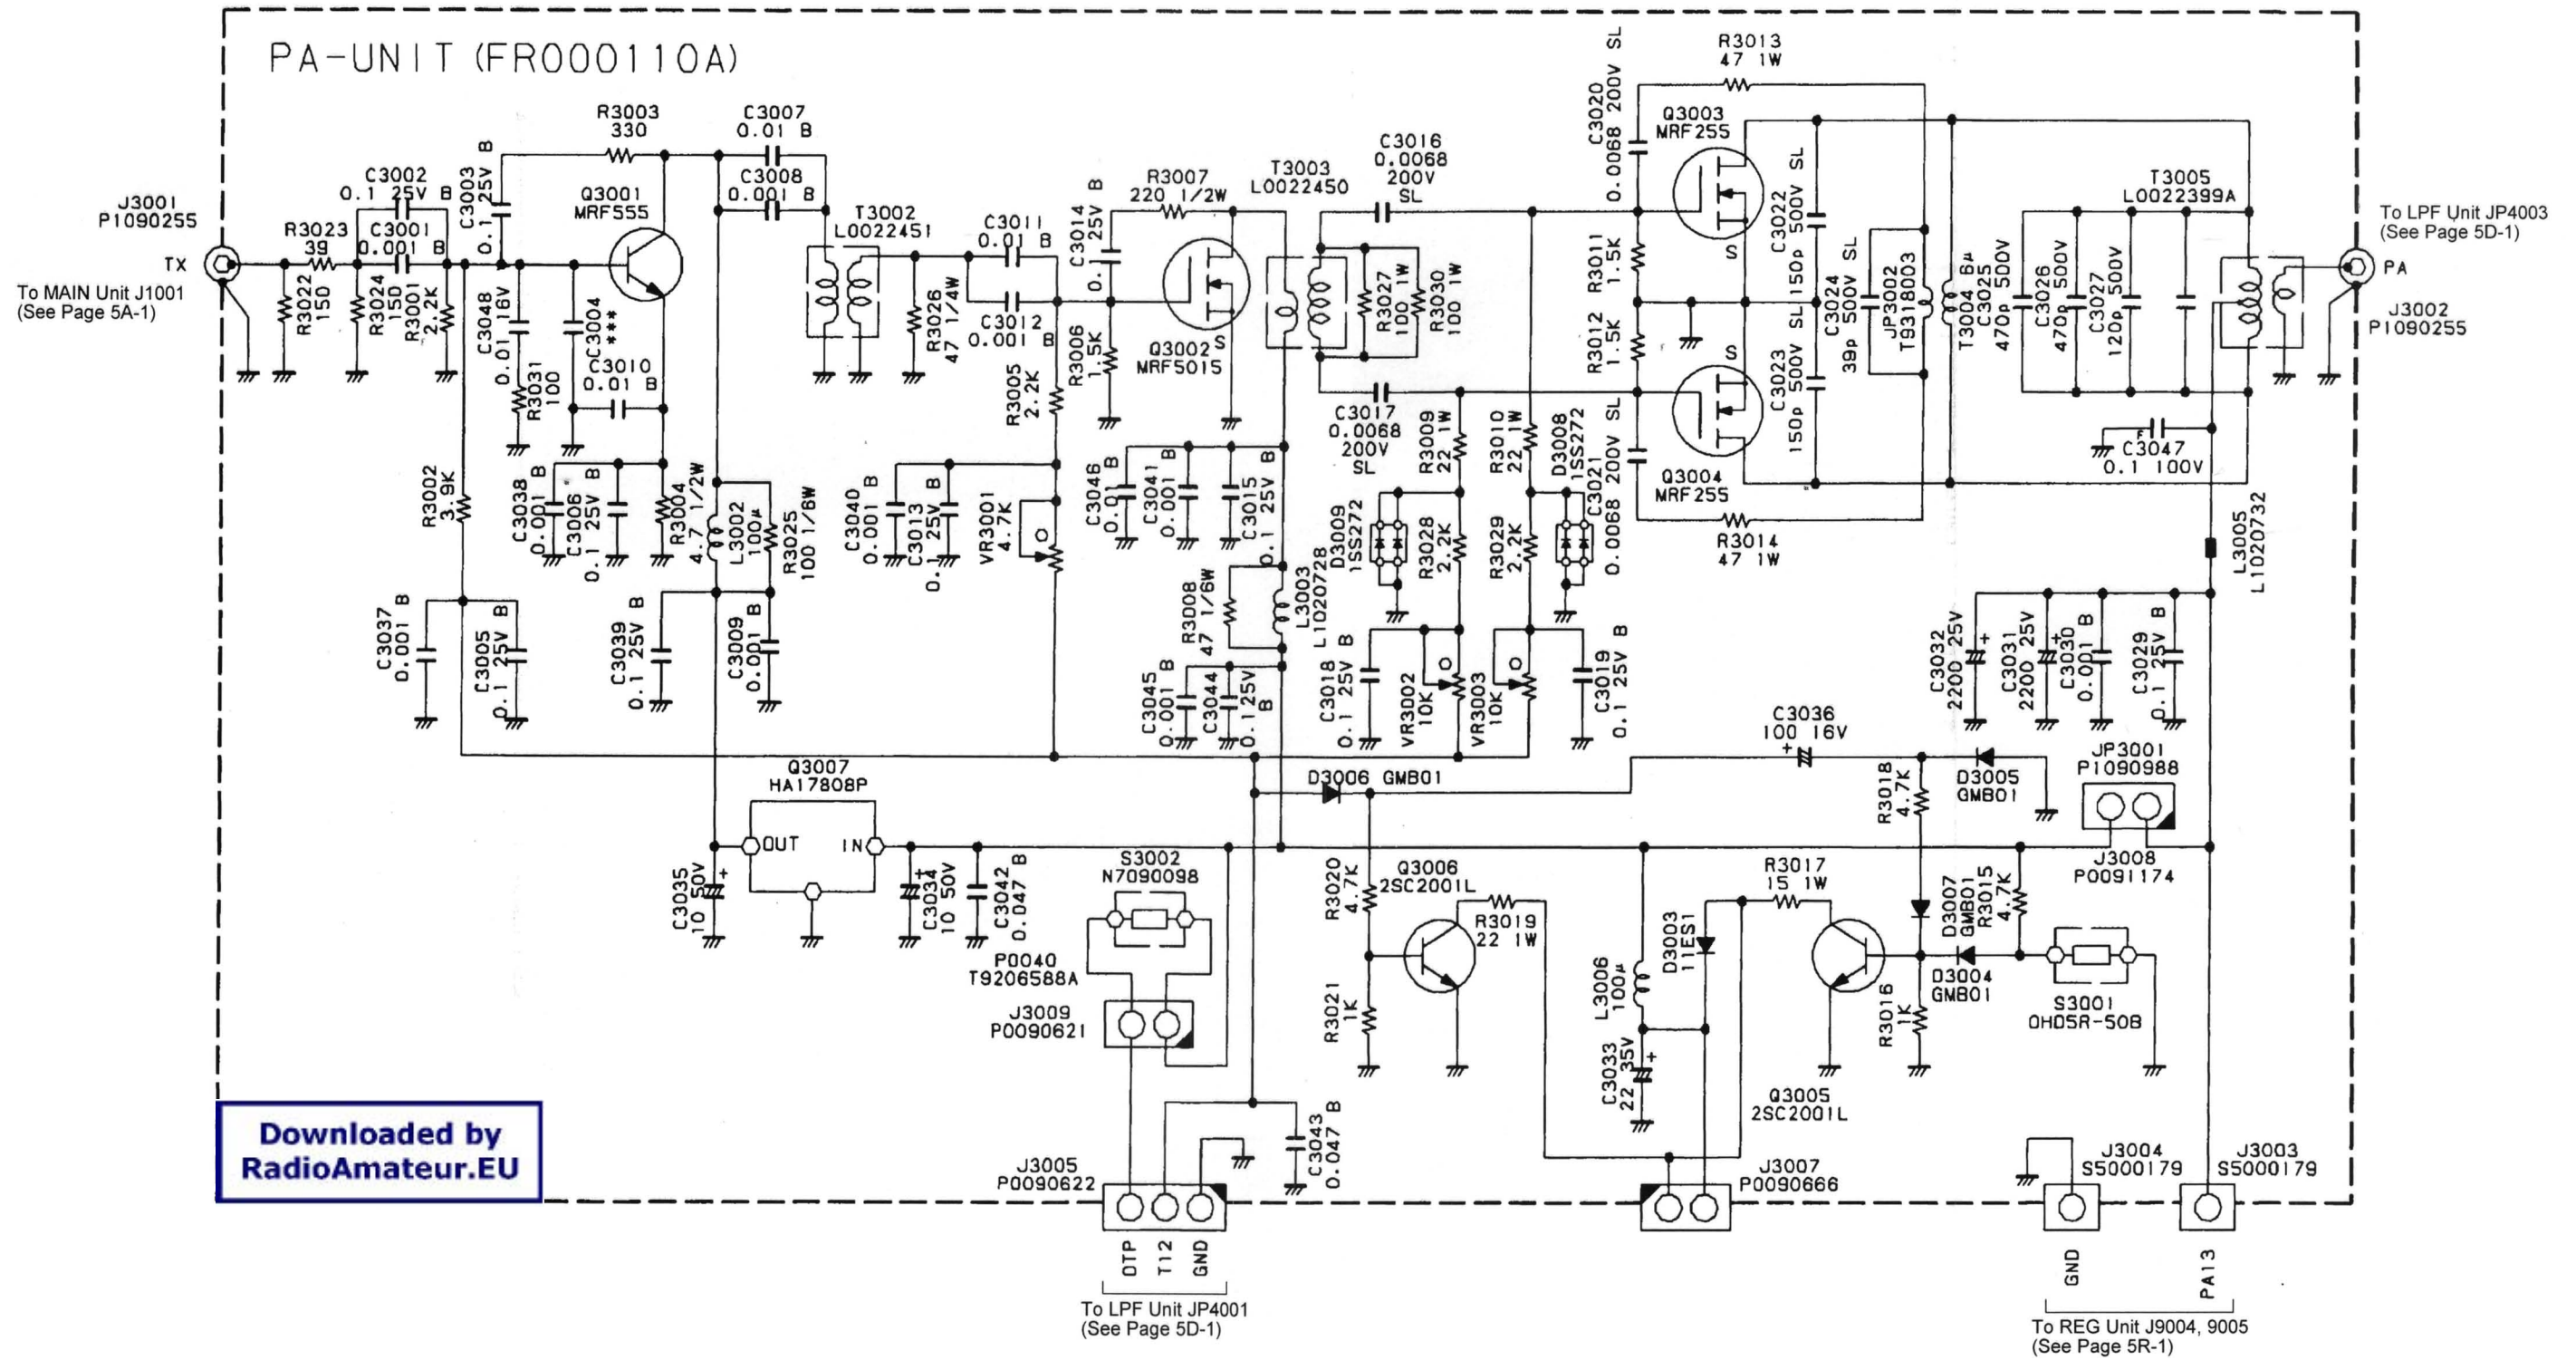 PA-UNIT (FR000110A)
J3001
P1090255
TX
To MAIN Unit J1001
(See Page 5A-1)
R3023
39
C3002
0.1 25V B
C3001
0.001 B
R3022
150
R3024
150
R3001
2.2K
C3003
0.1 25V B
R3003
330
Q3001
MRF555
C3007
0.01 B
C3008
0.001 B
C3048
0.01 16V
R3031
100
C3004
***
C3010
0.01 B
T3002
L0022451
R3026
47 1/4W
C3011
0.01 B
C3012
0.001 B
R3005
2.2K
R3006
1.5K
C3014
0.1 25V B
R3007
220 1/2W
Q3002
MRF5015
S
T3003
L0022450
C3016
0.0068
200V
SL
R3027
100 1W
R3030
100 1W
C3017
0.0068
200V
SL
C3020
0.0068 200V SL
R3013
47 1W
Q3003
MRF255
S
R3011
1.5K
R3012
1.5K
S
Q3004
MRF255
C3021
0.0068 200V SL
R3014
47 1W
C3022
150p 500V SL
C3023
150p 500V SL
C3024
39p 500V SL
JP3002
T9318003
T3004 6μ
C3025
470p 500V
C3026
470p 500V
C3027
120p 500V
T3005
L0022399A
To LPF Unit JP4003
(See Page 5D-1)
PA
J3002
P1090255
C3047
0.1 100V
F
L3005
L1020732
R3002
3.9K
C3038
0.001 B
C3006
0.1 25V B
R3004
4.7 1/2W
L3002
100μ
R3025
100 1/6W
C3040
0.001 B
C3013
0.1 25V B
VR3001
4.7K
C3046
0.01 B
C3041
0.001 B
C3015
0.1 25V B
R3009
22 1W
R3010
22 1W
D3008
1SS272
D3009
1SS272
R3028
2.2K
R3029
2.2K
R3008
47 1/6W
L3003
L1020728
C3037
0.001 B
C3005
0.1 25V B
C3039
0.1 25V B
C3009
0.001 B
C3045
0.001 B
C3044
0.1 25V
B
C3018
0.1 25V B
VR3002
10K
VR3003
10K
C3019
0.1 25V B
C3032
2200 25V
C3031
2200 25V
C3030
0.001 B
C3029
0.1 25V B
C3036
100 16V
D3006 GMB01
R3018
4.7K
D3005
GMB01
JP3001
P1090988
J3008
P0091174
Q3007
HA17808P
OUT
IN
C3035
10 50V
C3034
10 50V
C3042
0.047 B
S3002
N7090098
P0040
T9206588A
J3009
P0090621
R3020
4.7K
Q3006
2SC2001L
R3019
22 1W
R3021
1K
L3006
100μ
D3003
11ES1
R3017
15 1W
D3007
GMB01
R3015
4.7K
D3004
GMB01
R3016
1K
S3001
OHD5R-50B
C3033
22 35V
Q3005
2SC2001L
C3043
0.047 B
J3005
P0090622
OTP
T12
GND
To LPF Unit JP4001
(See Page 5D-1)
J3007
P0090666
J3004
S5000179
J3003
S5000179
GND
PA13
To REG Unit J9004, 9005
(See Page 5R-1)
Downloaded by
RadioAmateur.EU